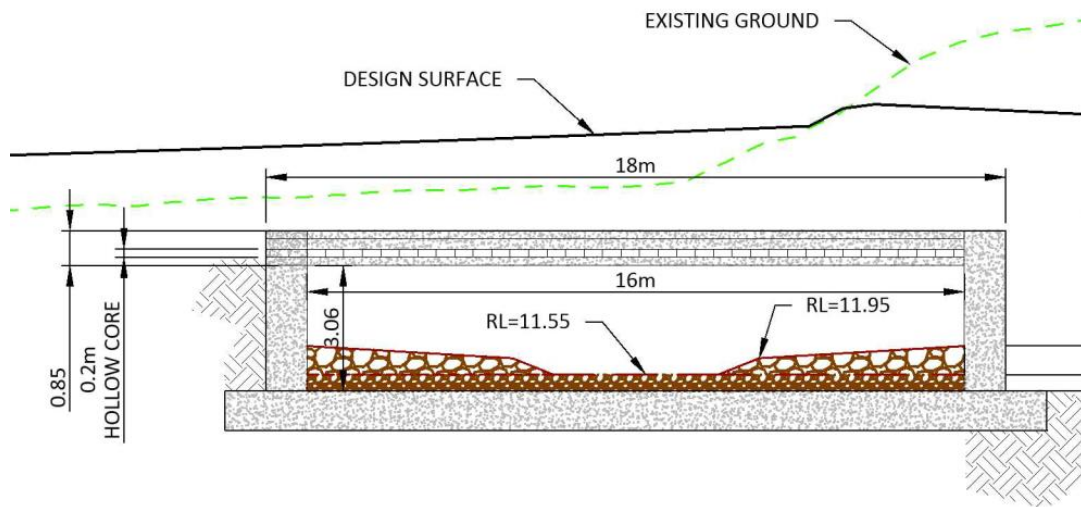 EXISTING GROUND
DESIGN SURFACE
18m
16m
3.06
RL=11.55
RL=11.95
0.85
0.2m
HOLLOW CORE